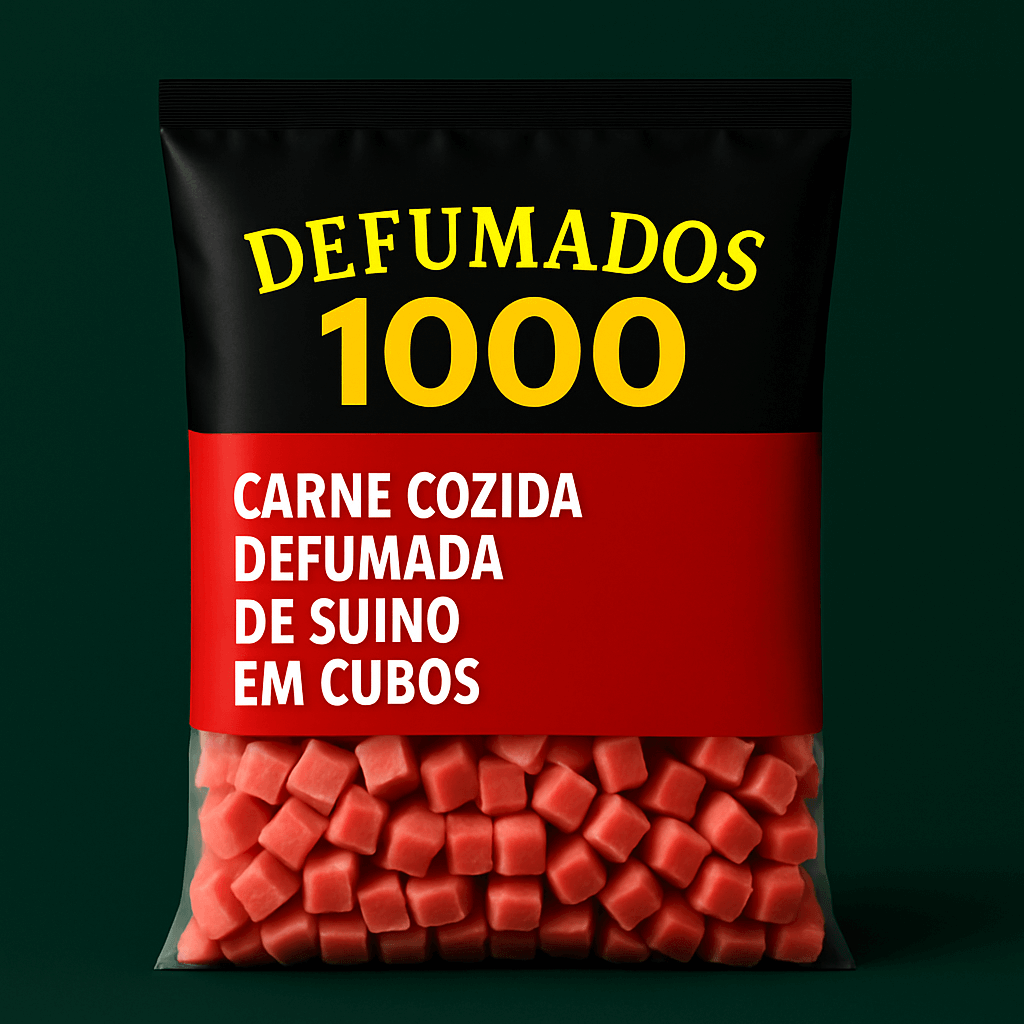 DEFUMADOS
1000
CARNE COZIDA
DEFUMADA
DE SUINO
EM CUBOS